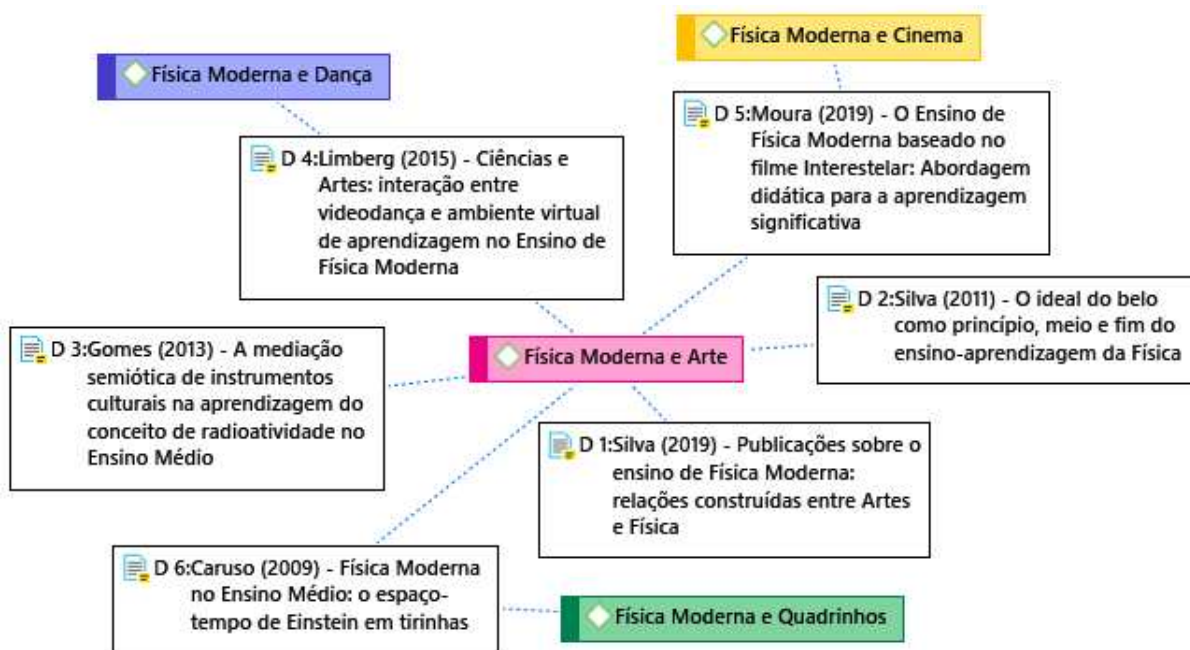 Física Moderna e Cinema
Física Moderna e Dança
D 5:Moura (2019) - O Ensino de
Física Moderna baseado no
filme Interestelar: Abordagem
didática para a aprendizagem
significativa
D 4:Limberg (2015) - Ciências e
Artes: interação entre
videodança e ambiente virtual
de aprendizagem no Ensino de
Física Moderna
D 2:Silva (2011) - O ideal do belo
como princípio, meio e fim do
ensino-aprendizagem da Física
D 3:Gomes (2013) - A mediação
semiótica de instrumentos
culturais na aprendizagem do
conceito de radioatividade no
Ensino Médio
Física Moderna e Arte
D 1:Silva (2019) - Publicações sobre o
ensino de Física Moderna:
relações construídas entre Artes
e Física
D 6:Caruso (2009) - Física Moderna
no Ensino Médio: o espaço-
tempo de Einstein em tirinhas
Física Moderna e Quadrinhos